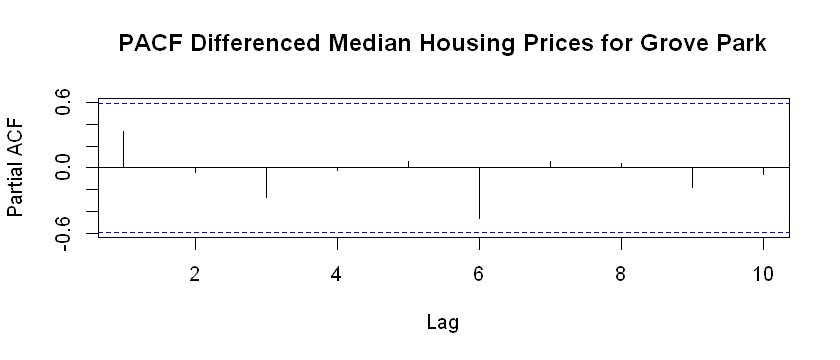 PACF Differenced Median Housing Prices for Grove Park
Partial ACF
0.6
0.0
-0.6
2 4 6 8 10
Lag